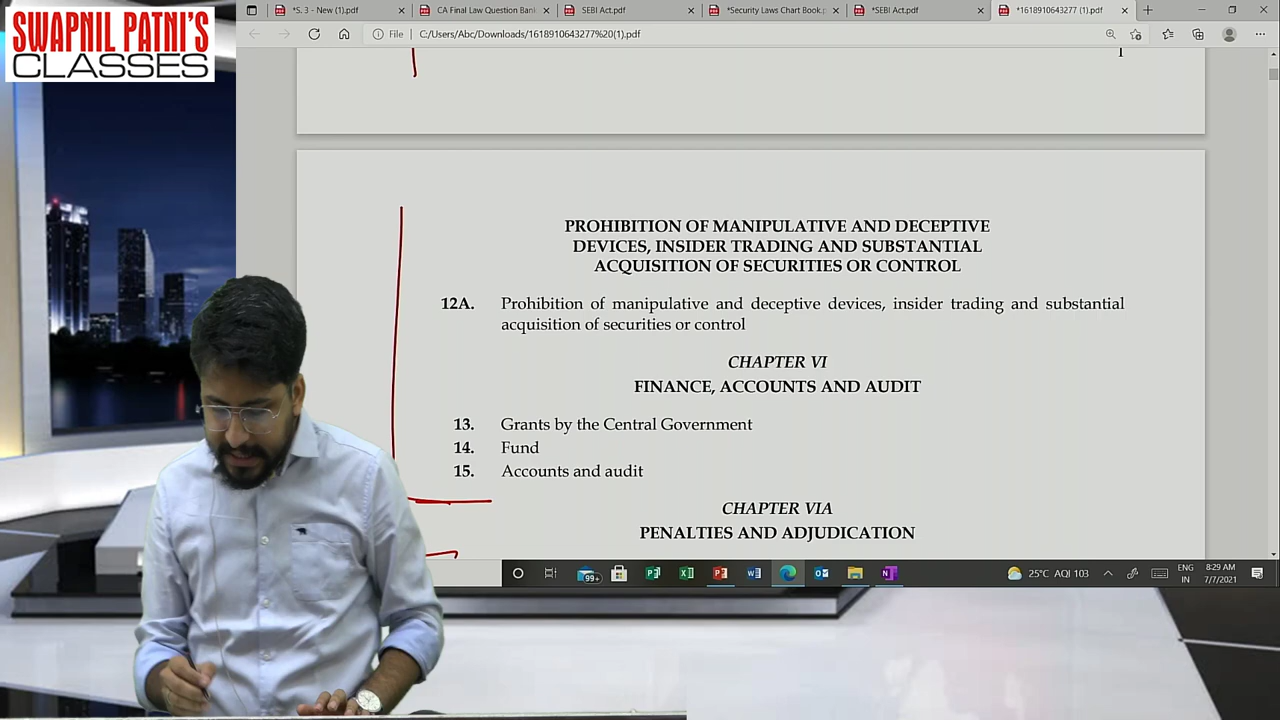 SWAPNIL PATNI'S
CLASSES
*S. 3 - New (1).pdf
CA Final Law Question Bank
SEBI Act.pdf
*Security Laws Chart Book.p
*SEBI Act.pdf
*1618910643277 (1).pdf
File
C:/Users/Abc/Downloads/1618910643277%20(1).pdf
1
PROHIBITION OF MANIPULATIVE AND DECEPTIVE
DEVICES, INSIDER TRADING AND SUBSTANTIAL
ACQUISITION OF SECURITIES OR CONTROL
12A. Prohibition of manipulative and deceptive devices, insider trading and substantial
acquisition of securities or control
CHAPTER VI
FINANCE, ACCOUNTS AND AUDIT
13. Grants by the Central Government
14. Fund
15. Accounts and audit
CHAPTER VIA
PENALTIES AND ADJUDICATION
99+
25°C AQI 103
ENG
IN
8:29 AM
7/7/2021